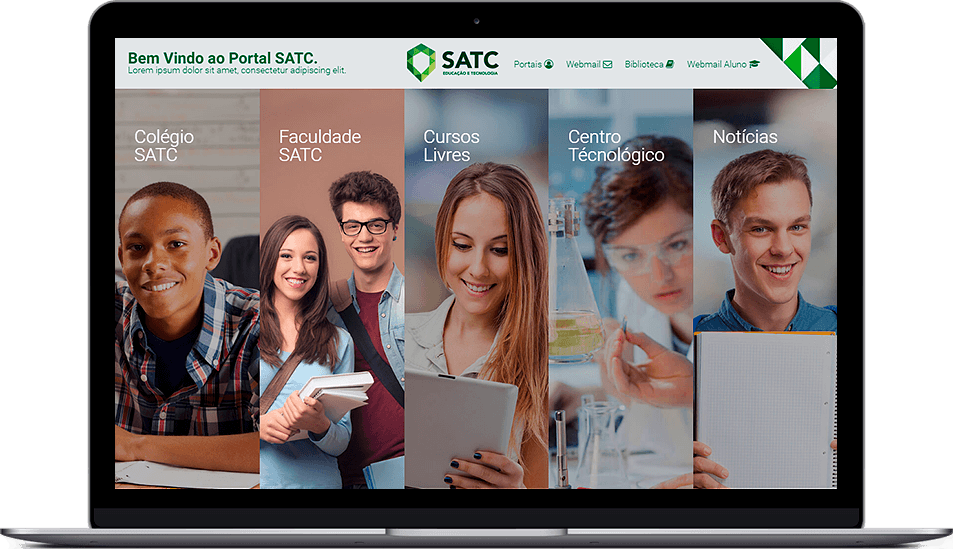 Bem Vindo ao Portal SATC.
Lorem ipsum dolor sit amet, consectetur adipiscing elit.
SATC
EDUCAÇÃO E TECNOLOGIA
Portais
Webmail
Biblioteca
Webmail Aluno
Colégio
SATC
Faculdade
SATC
Cursos
Livres
Centro
Técnológico
Notícias